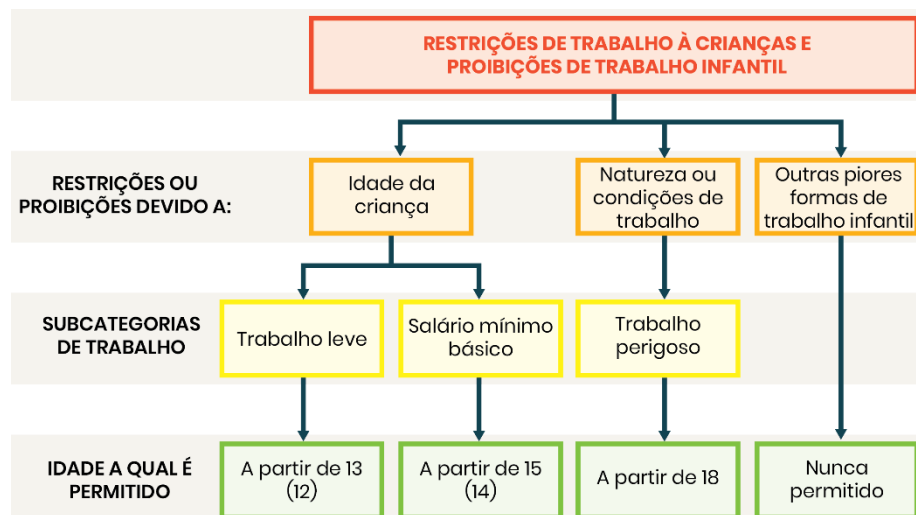 RESTRIÇÕES DE TRABALHO À CRIANÇAS E
PROIBIÇÕES DE TRABALHO INFANTIL
RESTRIÇÕES OU
PROIBIÇÕES DEVIDO A:
Idade da
criança
Natureza ou
condições de
trabalho
Outras piores
formas de
trabalho infantil
SUBCATEGORIAS
DE TRABALHO
Trabalho leve
Salário mínimo
básico
Trabalho
perigoso
IDADE A QUAL É
PERMITIDO
A partir de 13
(12)
A partir de 15
(14)
A partir de 18
Nunca
permitido